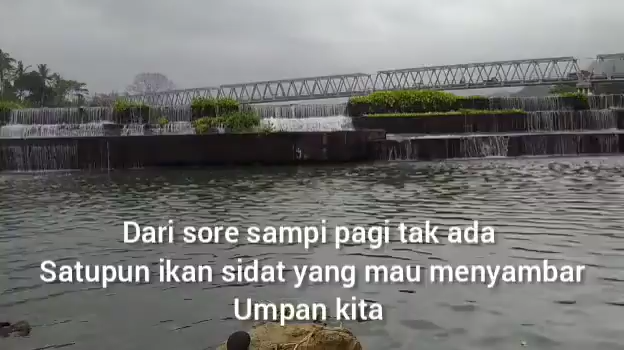 Dari sore sampi pagi tak ada
Satupun ikan sidat yang mau menyambar
Umpan kita